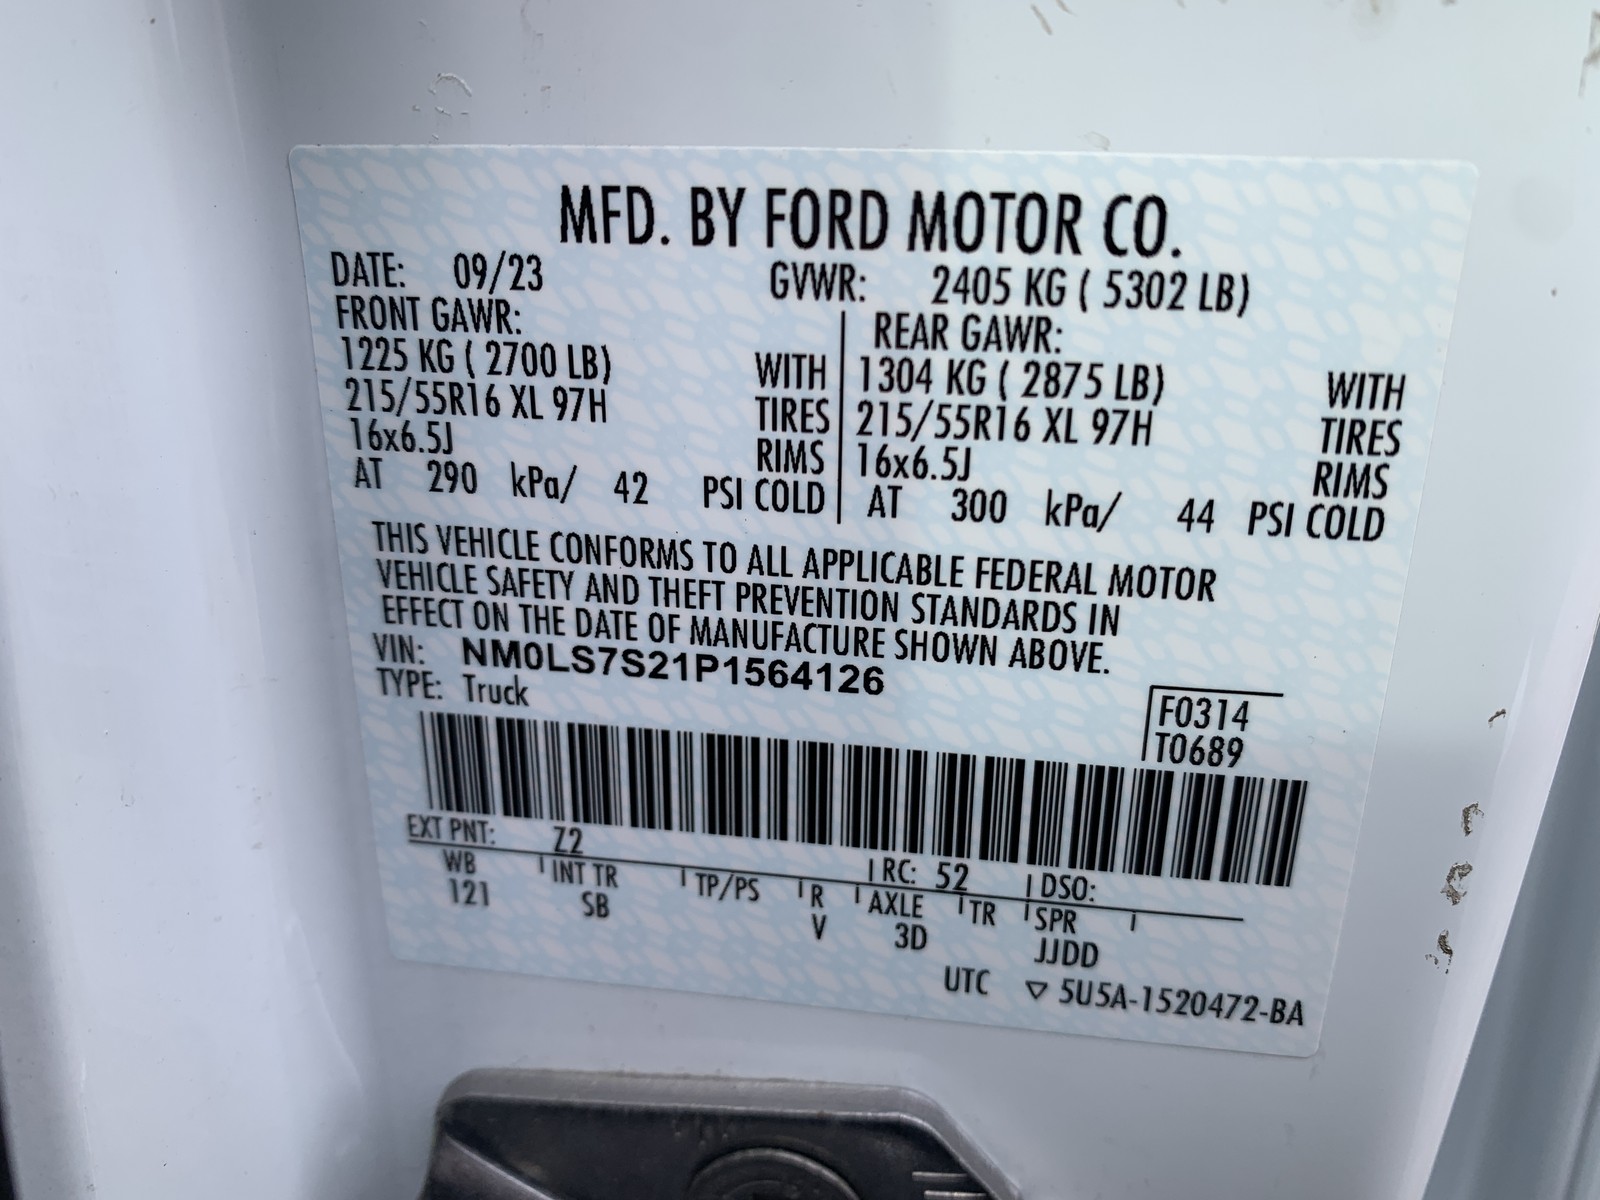 MFD. BY FORD MOTOR CO.
DATE: 09/23 GVWR: 2405 KG ( 5302 LB)
FRONT GAWR: REAR GAWR:
1225 KG ( 2700 LB) WITH 1304 KG ( 2875 LB) WITH
215/55R16 XL 97H TIRES 215/55R16 XL 97H TIRES
16x6.5J RIMS 16x6.5J RIMS
AT 290 kPa/ 42 PSI COLD AT 300 kPa/ 44 PSI COLD
THIS VEHICLE CONFORMS TO ALL APPLICABLE FEDERAL MOTOR
VEHICLE SAFETY AND THEFT PREVENTION STANDARDS IN
EFFECT ON THE DATE OF MANUFACTURE SHOWN ABOVE.
VIN: NM0LS7S21P1564126
TYPE: Truck
F0314
T0689
EXT PNT: Z2 RC: 52 DSO:
WB INT TR TP/PS R AXLE TR SPR
121 SB V 3D JJDD
UTC ▽ 5U5A-1520472-BA